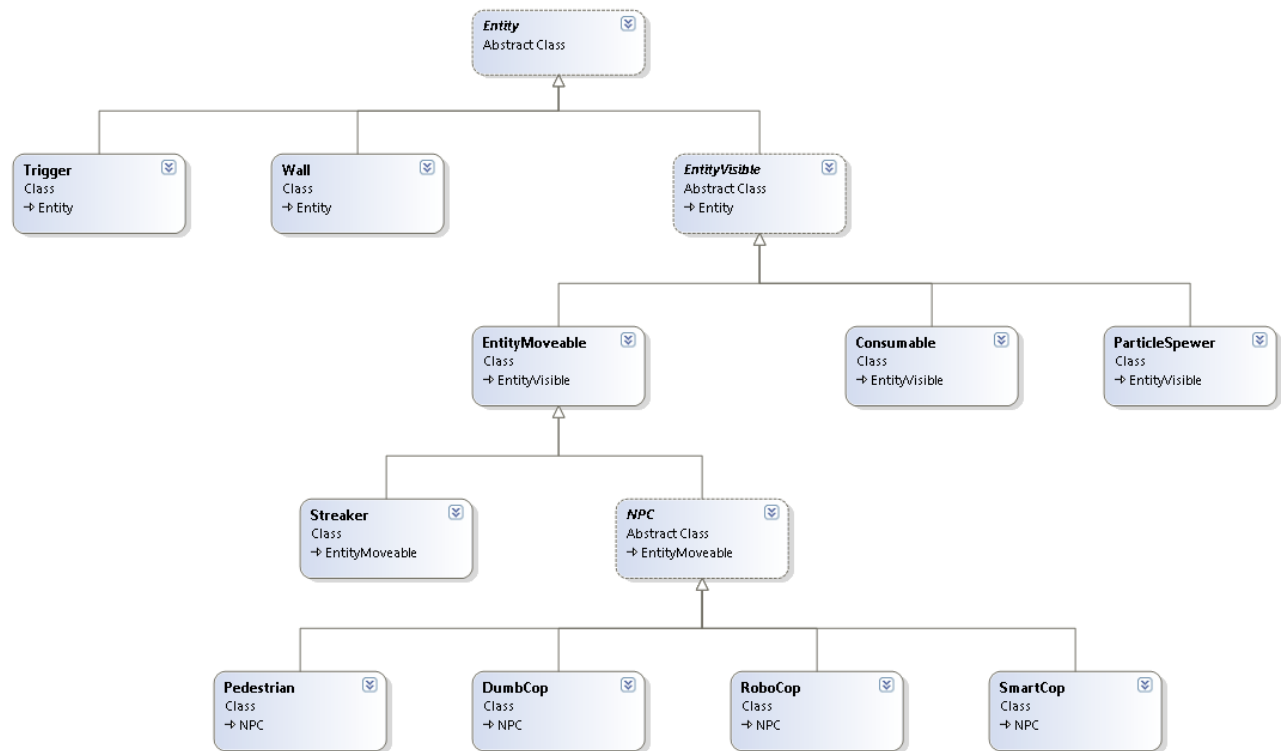 Entity
Abstract Class
Trigger
Class
→ Entity
Wall
Class
→ Entity
EntityVisible
Abstract Class
→ Entity
EntityMoveable
Class
→ EntityVisible
Consumable
Class
→ EntityVisible
ParticleSpewer
Class
→ EntityVisible
Streaker
Class
→ EntityMoveable
NPC
Abstract Class
→ EntityMoveable
Pedestrian
Class
→ NPC
DumbCop
Class
→ NPC
RoboCop
Class
→ NPC
SmartCop
Class
→ NPC